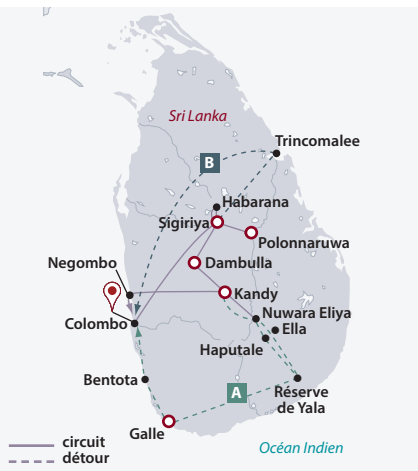 Sri Lanka
Trincomalee
B
Habarana
Sigiriya
Polonnaruwa
Negombo
Dambulla
Kandy
Colombo
Nuwara Eliya
Ella
Haputale
Bentota
A
Réserve
de Yala
Galle
circuit
détour
Océan Indien